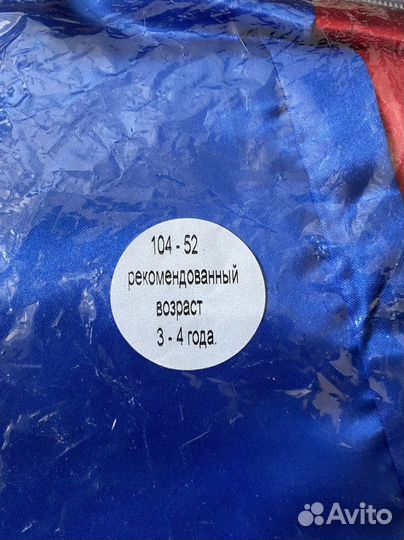 104 - 52
рекомендованный
возраст
3 - 4 года.
Avito